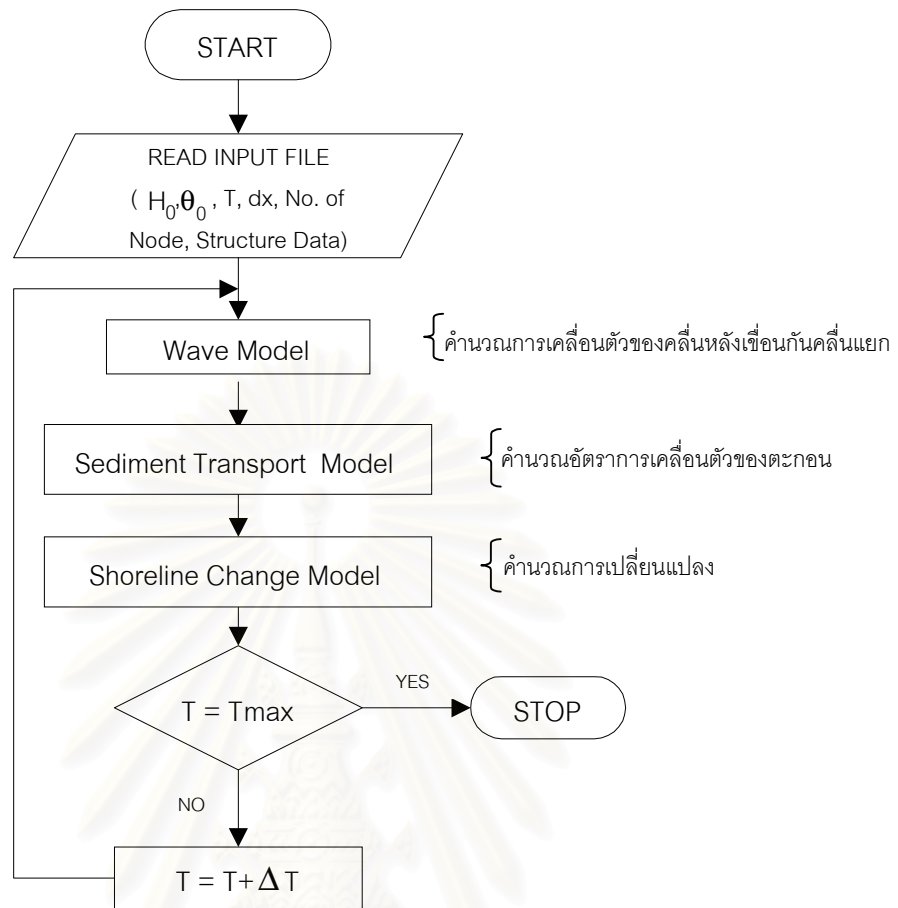 START
READ INPUT FILE
( H₀,θ₀ , T, dx, No. of
Node, Structure Data)
Wave Model
คำนวณการเคลื่อนตัวของคลื่นหลังเขื่อนกันคลื่นแยก
Sediment Transport Model
คำนวณอัตราการเคลื่อนตัวของตะกอน
Shoreline Change Model
คำนวณการเปลี่ยนแปลง
T = Tmax
YES
STOP
NO
T = T+ Δ T